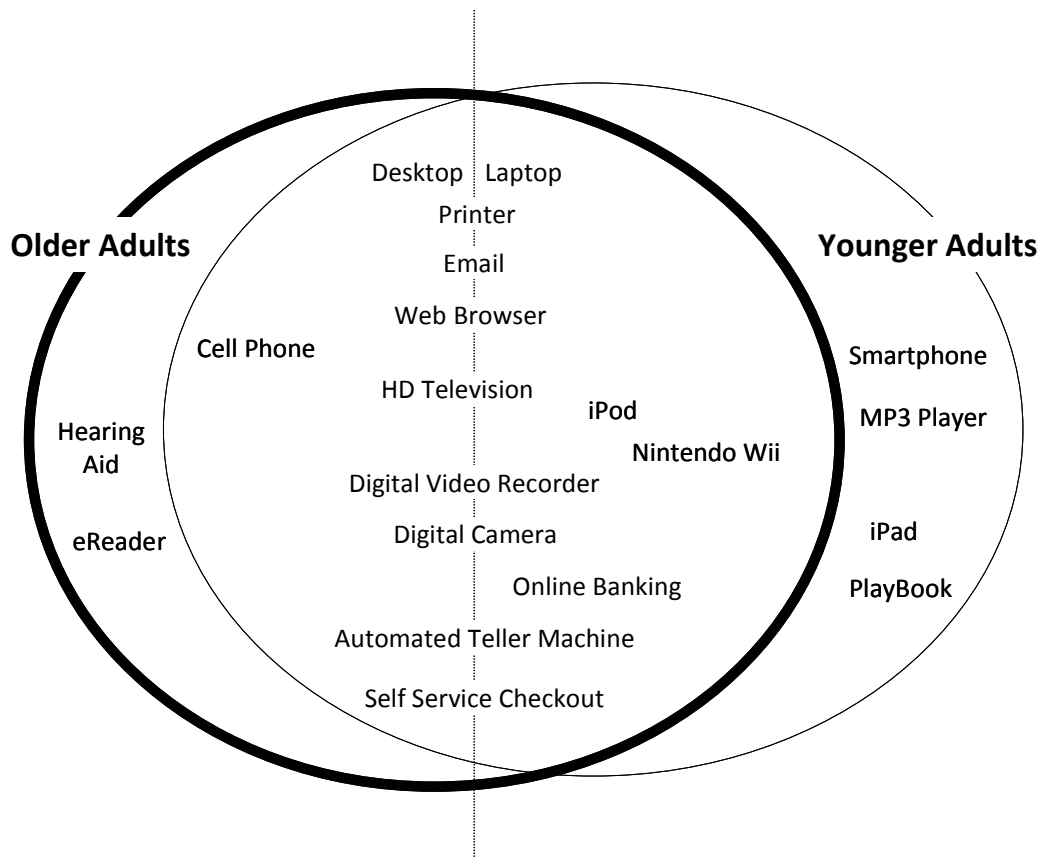 Desktop Laptop
Printer
Older Adults
Younger Adults
Email
Web Browser
Cell Phone
Smartphone
HD Television
iPod
MP3 Player
Hearing
Aid
Nintendo Wii
Digital Video Recorder
eReader
Digital Camera
iPad
Online Banking
PlayBook
Automated Teller Machine
Self Service Checkout